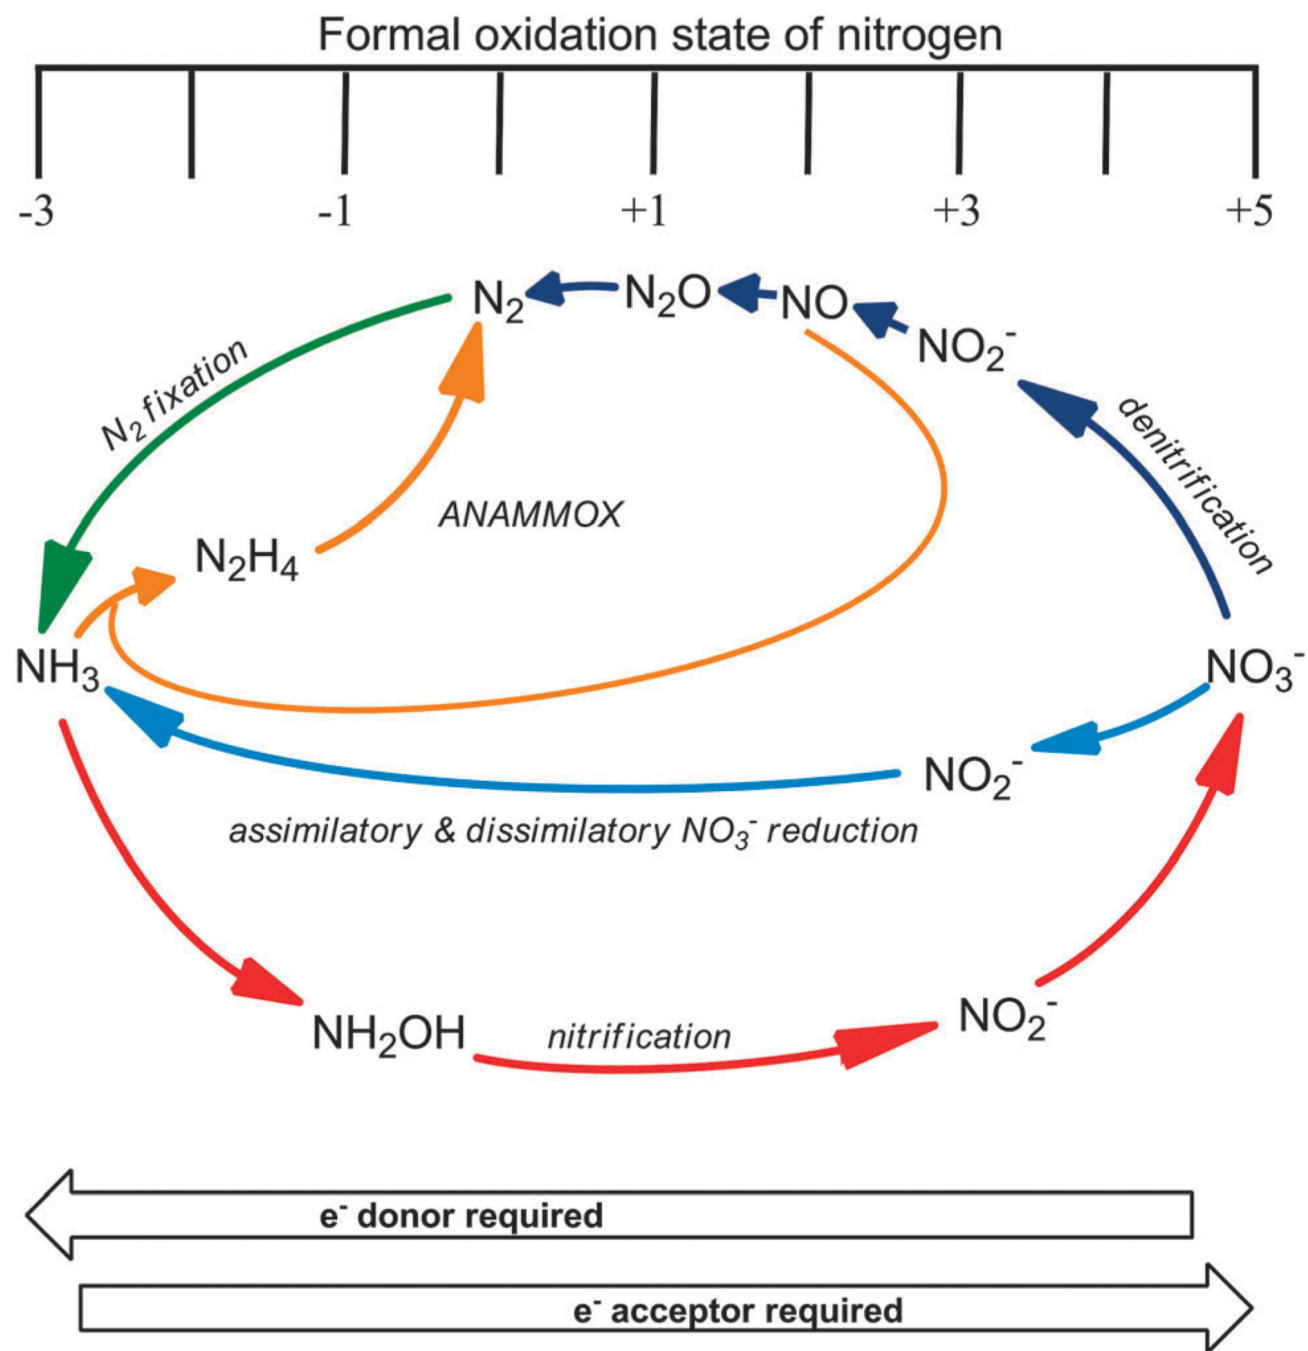 Formal oxidation state of nitrogen
-3 -1 +1 +3 +5
N₂ N₂O NO NO₂⁻
N₂ fixation
denitrification
ANAMMOX
N₂H₄
NH₃ NO₃⁻
NO₂⁻
assimilatory & dissimilatory NO₃⁻ reduction
NH₂OH nitrification NO₂⁻
e⁻ donor required
e⁻ acceptor required